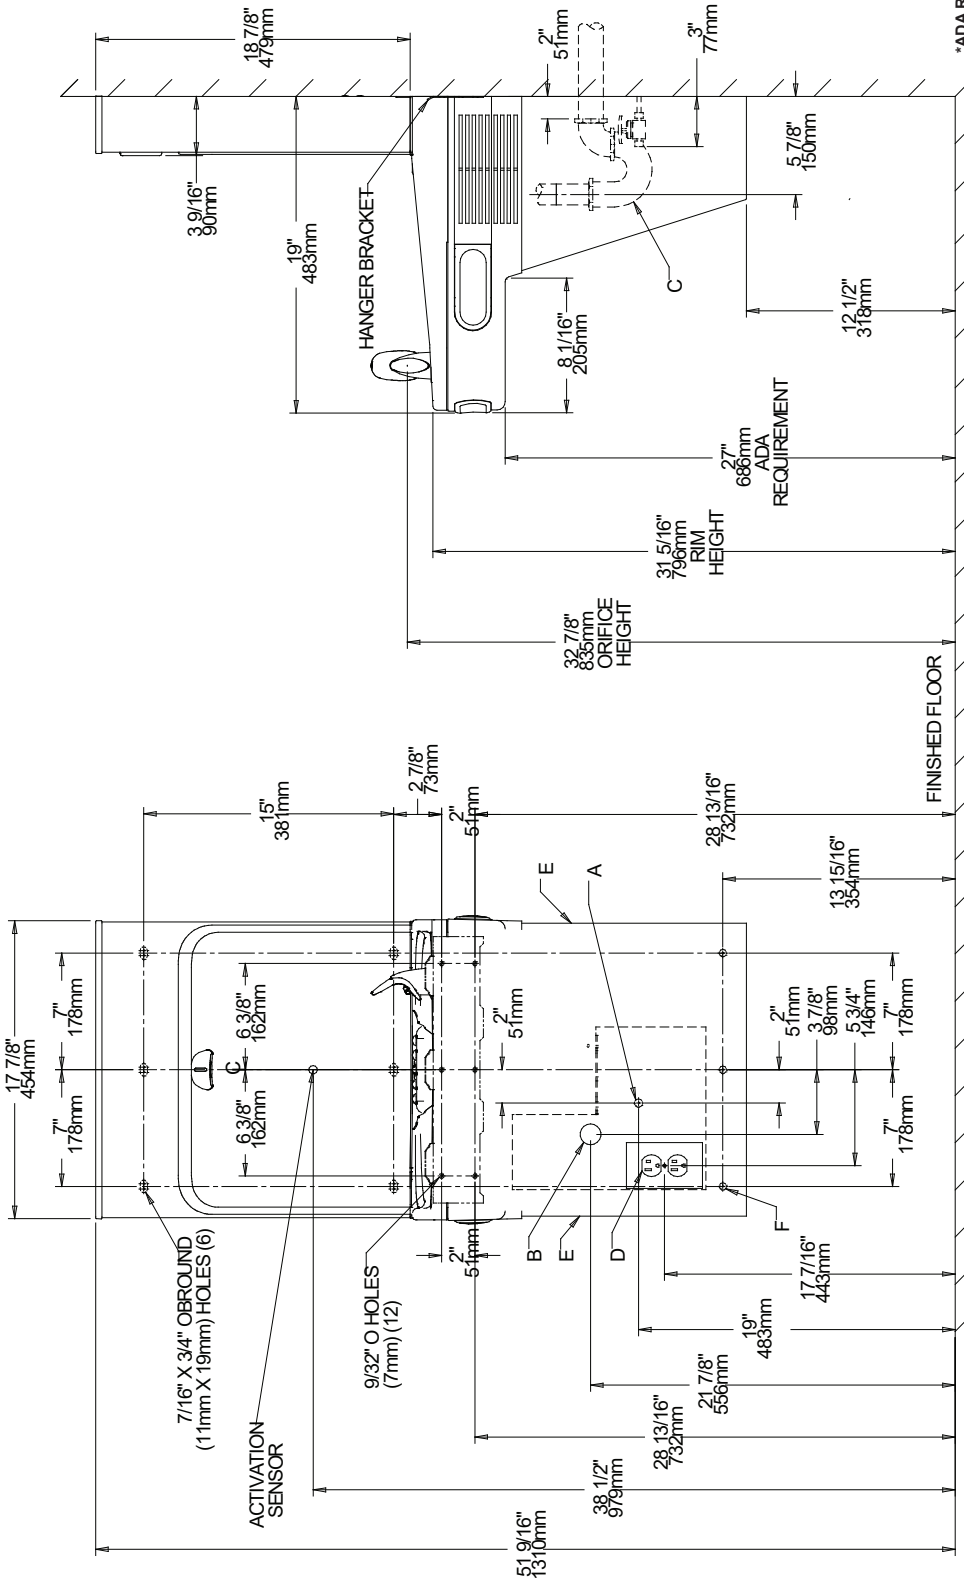 18 7/8"
479mm
3 9/16"
90mm
19"
483mm
HANGER BRACKET
2"
51mm
3"
77mm
5 7/8"
150mm
C
8 1/16"
205mm
12 1/2"
318mm
27"
686mm
ADA
REQUIREMENT
31 5/16"
796mm
RIM
HEIGHT
32 7/8"
835mm
ORIFICE
HEIGHT
FINISHED FLOOR
15"
381mm
2 7/8"
73mm
2"
51mm
28 13/16"
732mm
13 15/16"
354mm
17 7/8"
454mm
7"
178mm
7"
178mm
6 3/8"
162mm
6 3/8"
162mm
C
2"
51mm
E
A
2"
51mm
3 7/8"
98mm
5 3/4"
146mm
7"
178mm
7"
178mm
7/16" X 3/4" OBROUND
(11mm X 19mm) HOLES (6)
ACTIVATION
SENSOR
9/32" O HOLES
(7mm) (12)
2"
51mm
B
E
D
F
17 7/16"
443mm
19"
483mm
21 7/8"
556mm
28 13/16"
732mm
38 1/2"
979mm
51 9/16"
1310mm
*ADA